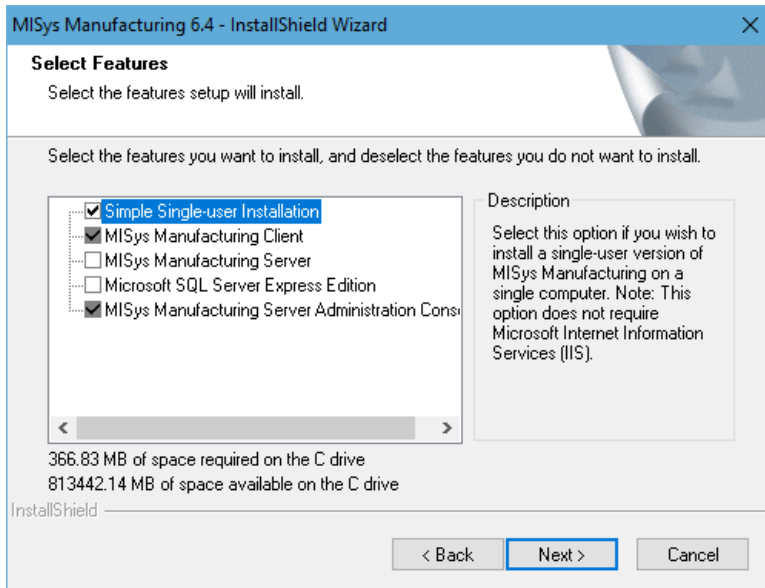 MISys Manufacturing 6.4 - InstallShield Wizard
Select Features
Select the features setup will install.
Select the features you want to install, and deselect the features you do not want to install.
Simple Single-user Installation
MISys Manufacturing Client
MISys Manufacturing Server
Microsoft SQL Server Express Edition
MISys Manufacturing Server Administration Cons
Description
Select this option if you wish to
install a single-user version of
MISys Manufacturing on a
single computer. Note: This
option does not require
Microsoft Internet Information
Services (IIS).
366.83 MB of space required on the C drive
813442.14 MB of space available on the C drive
InstallShield
< Back
Next >
Cancel